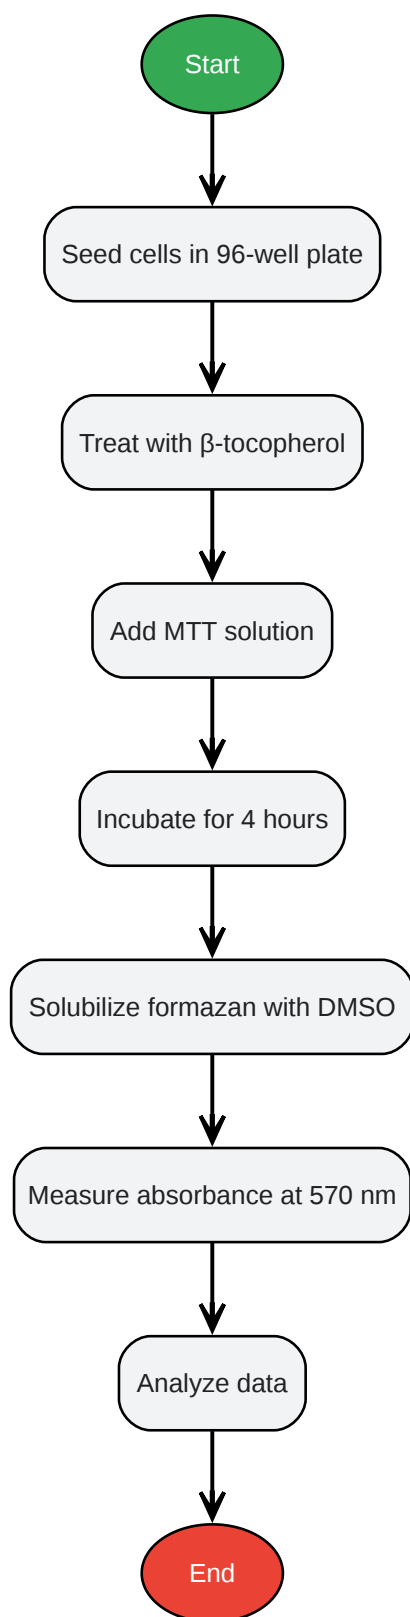 Start
Seed cells in 96-well plate
Treat with β-tocopherol
Add MTT solution
Incubate for 4 hours
Solubilize formazan with DMSO
Measure absorbance at 570 nm
Analyze data
End